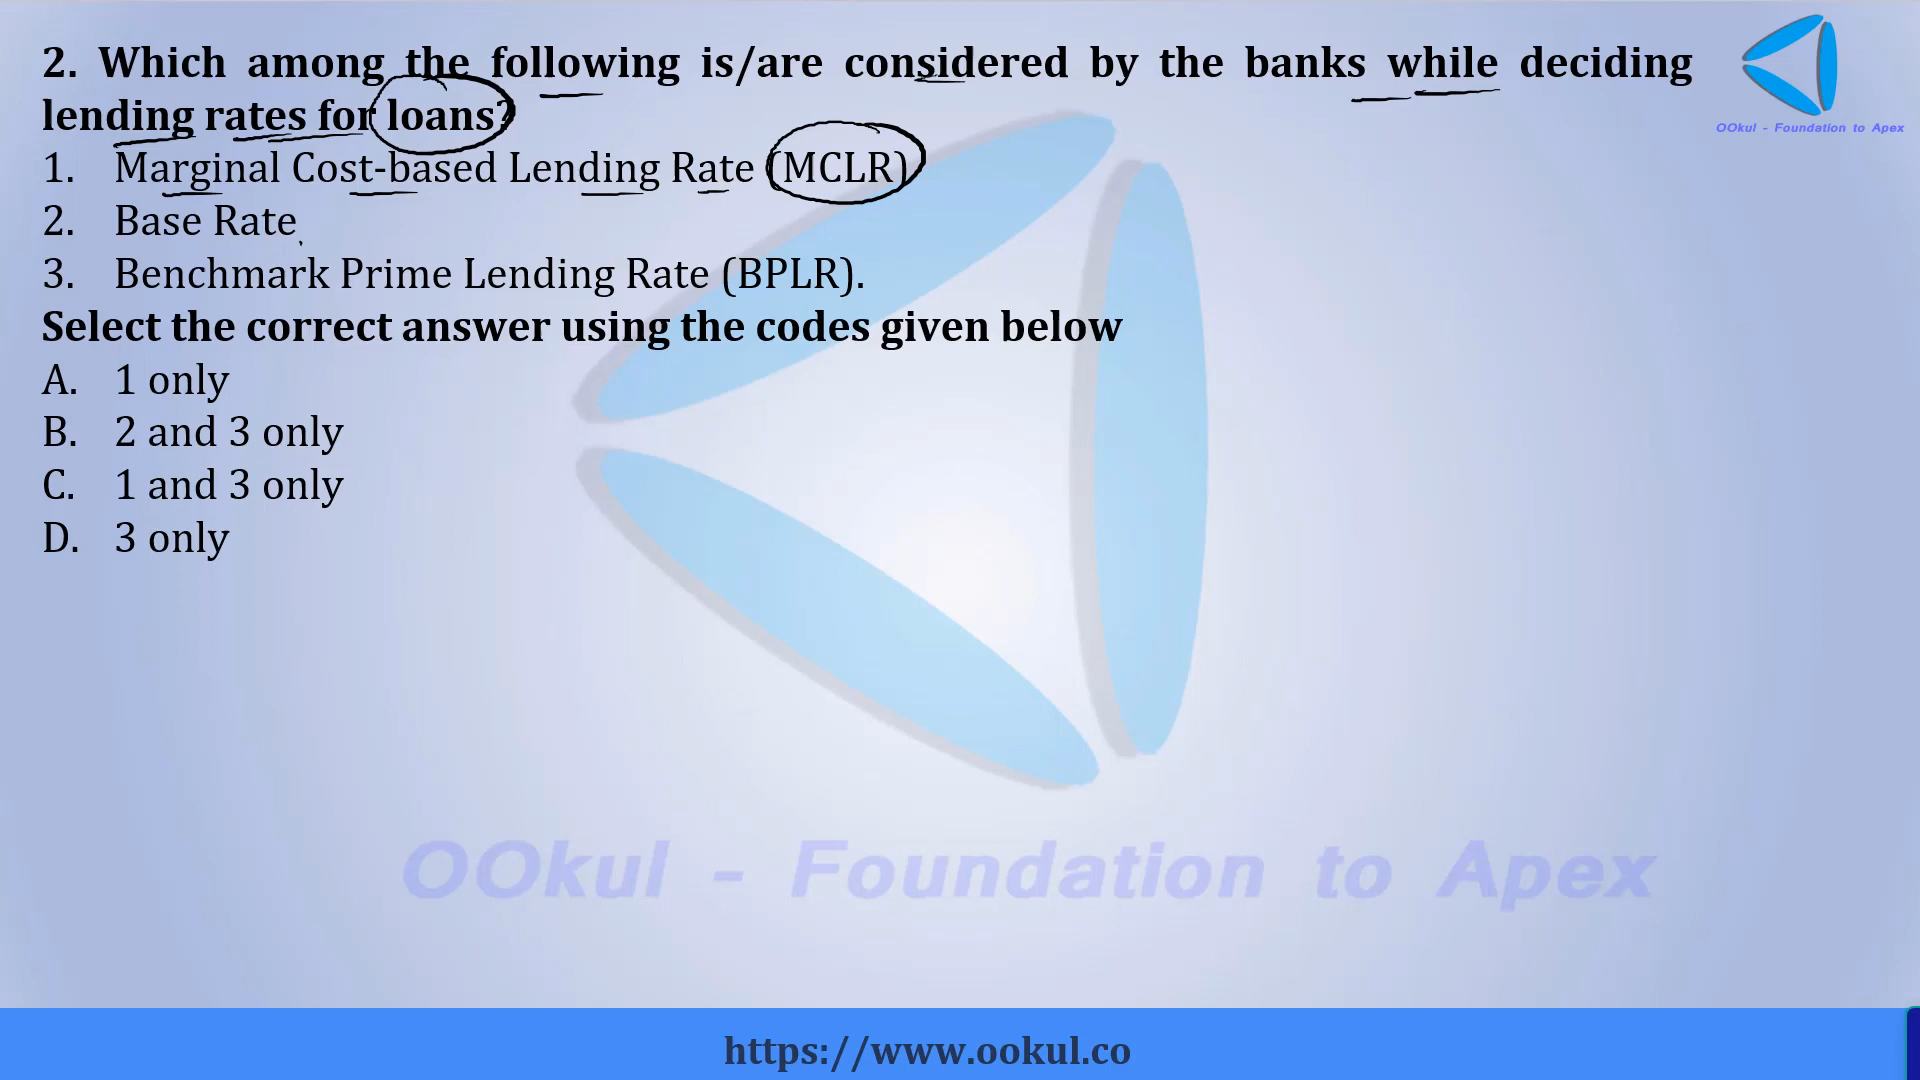 2. Which among the following is/are considered by the banks while deciding
lending rates for loans?
1. Marginal Cost-based Lending Rate (MCLR)
2. Base Rate
3. Benchmark Prime Lending Rate (BPLR).
Select the correct answer using the codes given below
A. 1 only
B. 2 and 3 only
C. 1 and 3 only
D. 3 only
OOkul - Foundation to Apex
OOkul - Foundation to Apex
https://www.ookul.co